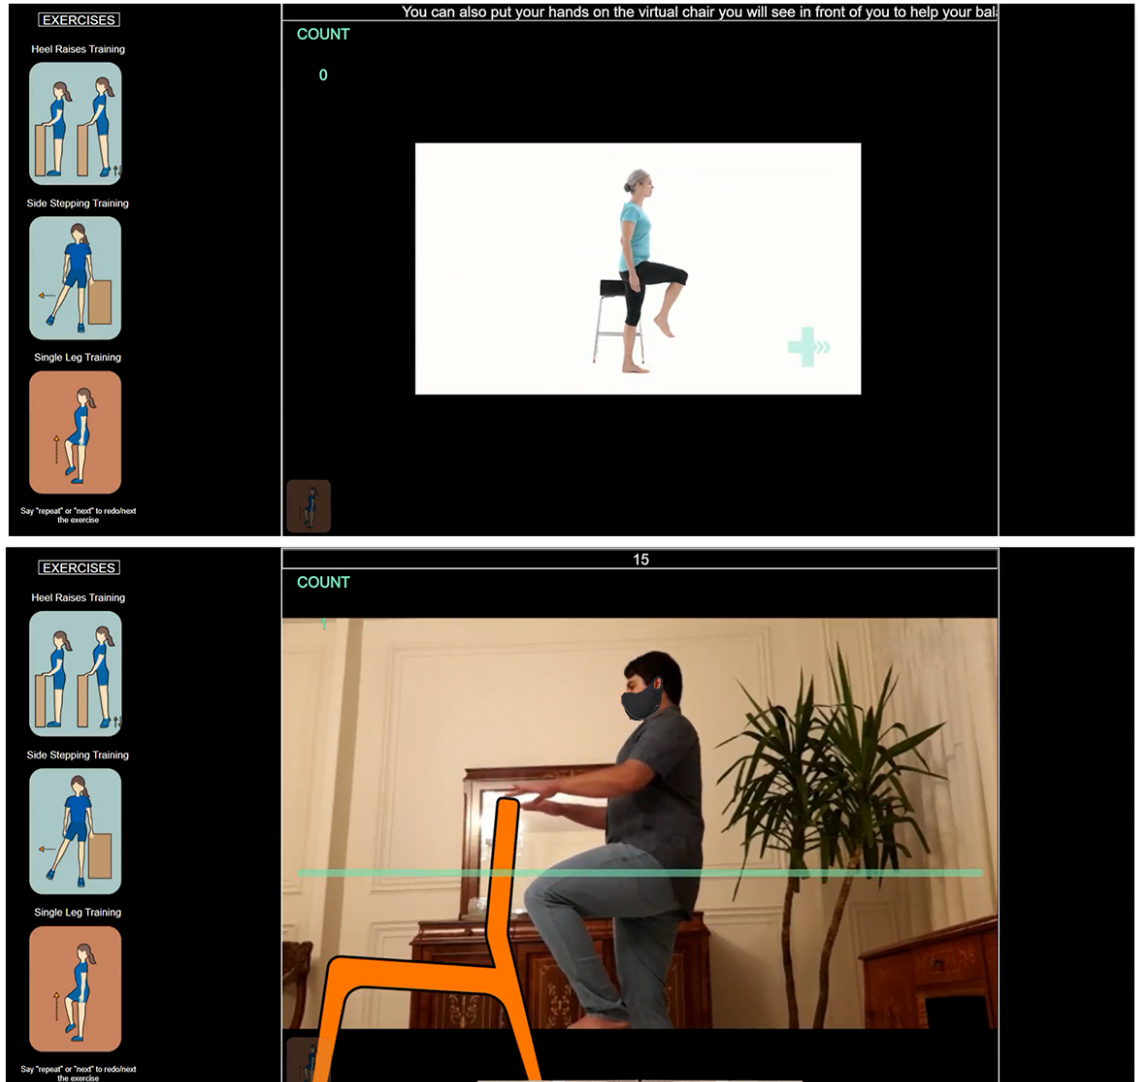 EXERCISES
Heel Raises Training
Side Stepping Training
Single Leg Training
Say "repeat" or "next" to redo/next
the exercise
You can also put your hands on the virtual chair you will see in front of you to help your
COUNT
0
EXERCISES
Heel Raises Training
Side Stepping Training
Single Leg Training
Say "repeat" or "next" to redo/next
the exercise
15
COUNT